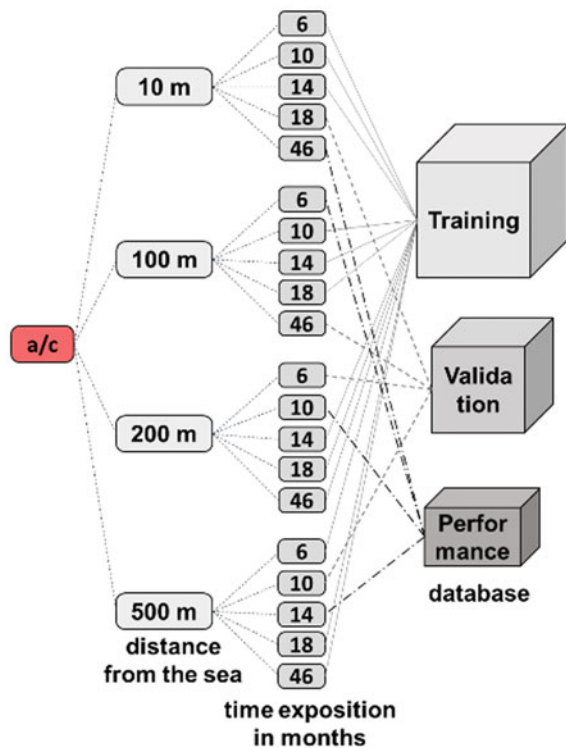 a/c
10 m
100 m
200 m
500 m
distance
from the sea
6
10
14
18
46
6
10
14
18
46
6
10
14
18
46
6
10
14
18
46
time exposition
in months
Training
Valida
tion
Perfor
mance
database